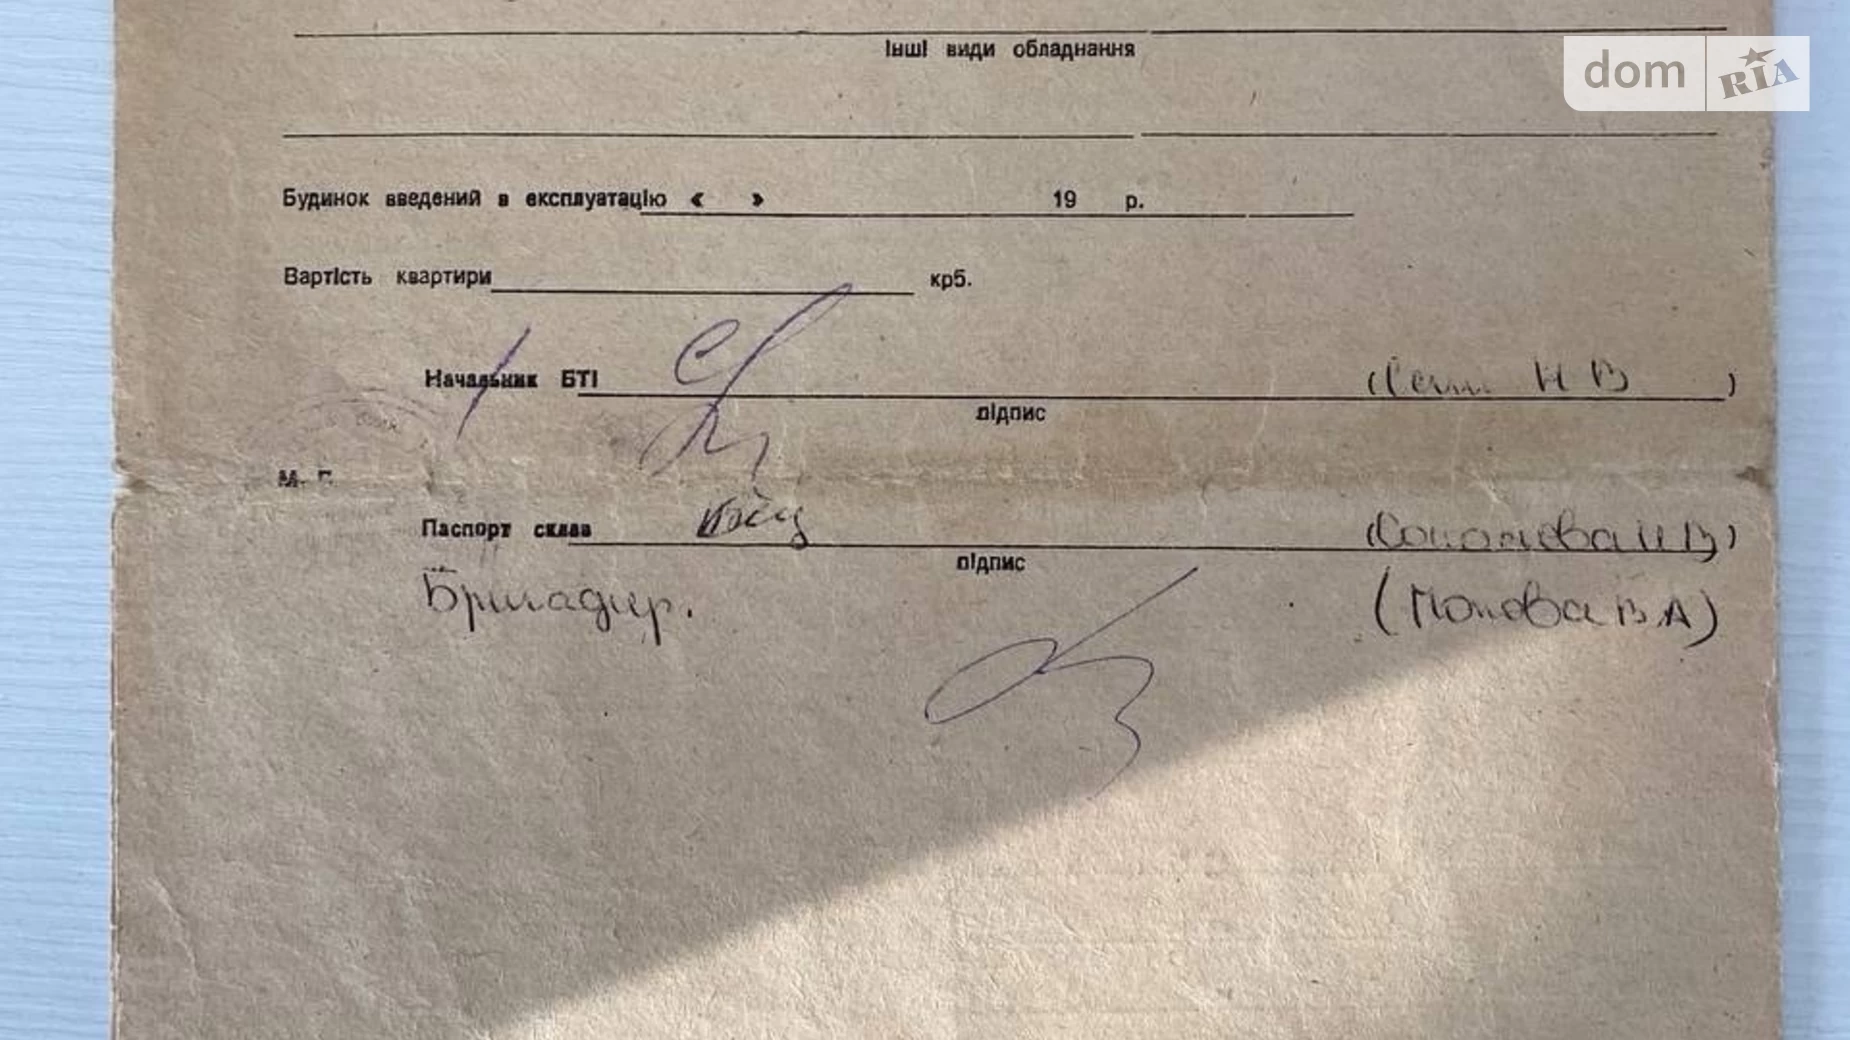 Інші види обладнання
dom RIA
Будинок введений в експлуатацію « » 19 р.
Вартість квартири крб.
Начальник БТІ ( Н В )
підпис
М. П.
Паспорт склав (Соколова Н В)
підпис
Бригадир. (Попова В А)